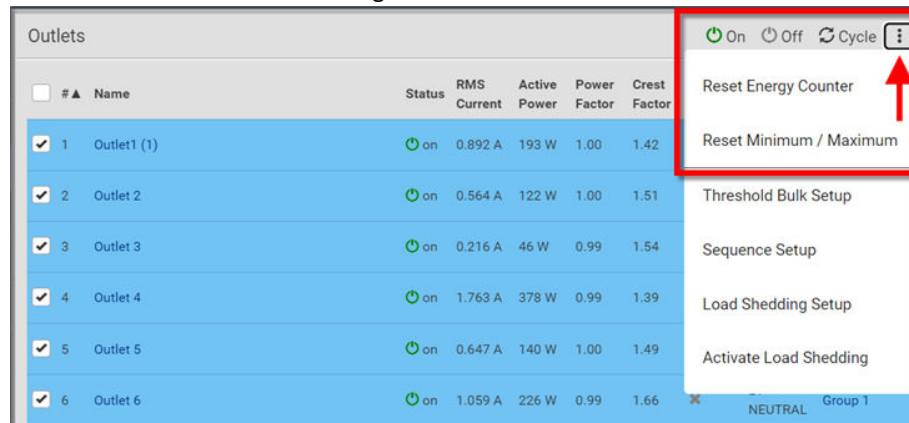 Outlets
On Off Cycle
# Name Status RMS Current Active Power Power Factor Crest Factor
Reset Energy Counter
1 Outlet1 (1) on 0.892 A 193 W 1.00 1.42
Reset Minimum / Maximum
2 Outlet 2 on 0.564 A 122 W 1.00 1.51
Threshold Bulk Setup
3 Outlet 3 on 0.216 A 46 W 0.99 1.54
Sequence Setup
4 Outlet 4 on 1.763 A 378 W 0.99 1.39
Load Shedding Setup
5 Outlet 5 on 0.647 A 140 W 1.00 1.49
Activate Load Shedding
6 Outlet 6 on 1.059 A 226 W 0.99 1.66 NEUTRAL Group 1